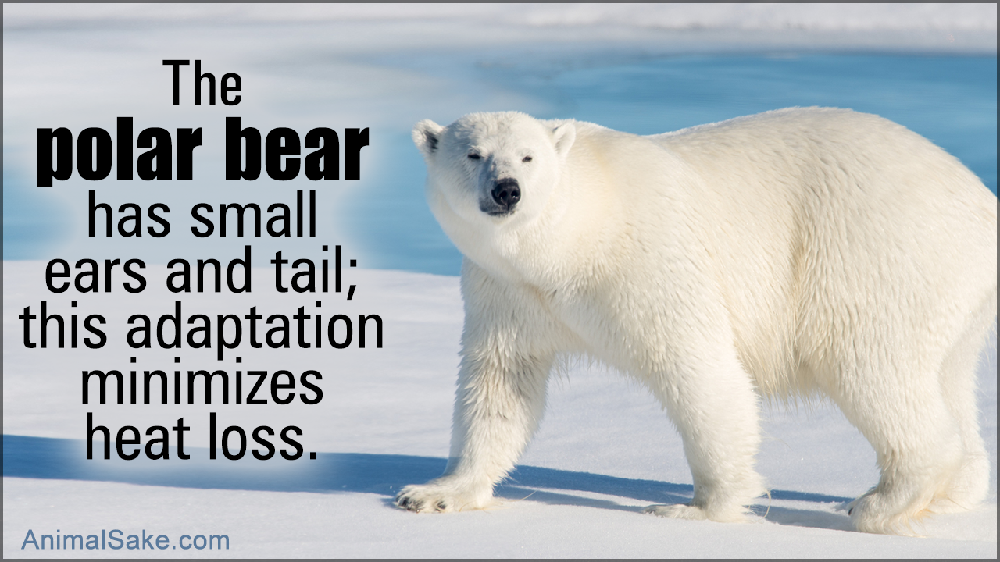 The
polar bear
has small
ears and tail;
this adaptation
minimizes
heat loss.
AnimalSake.com